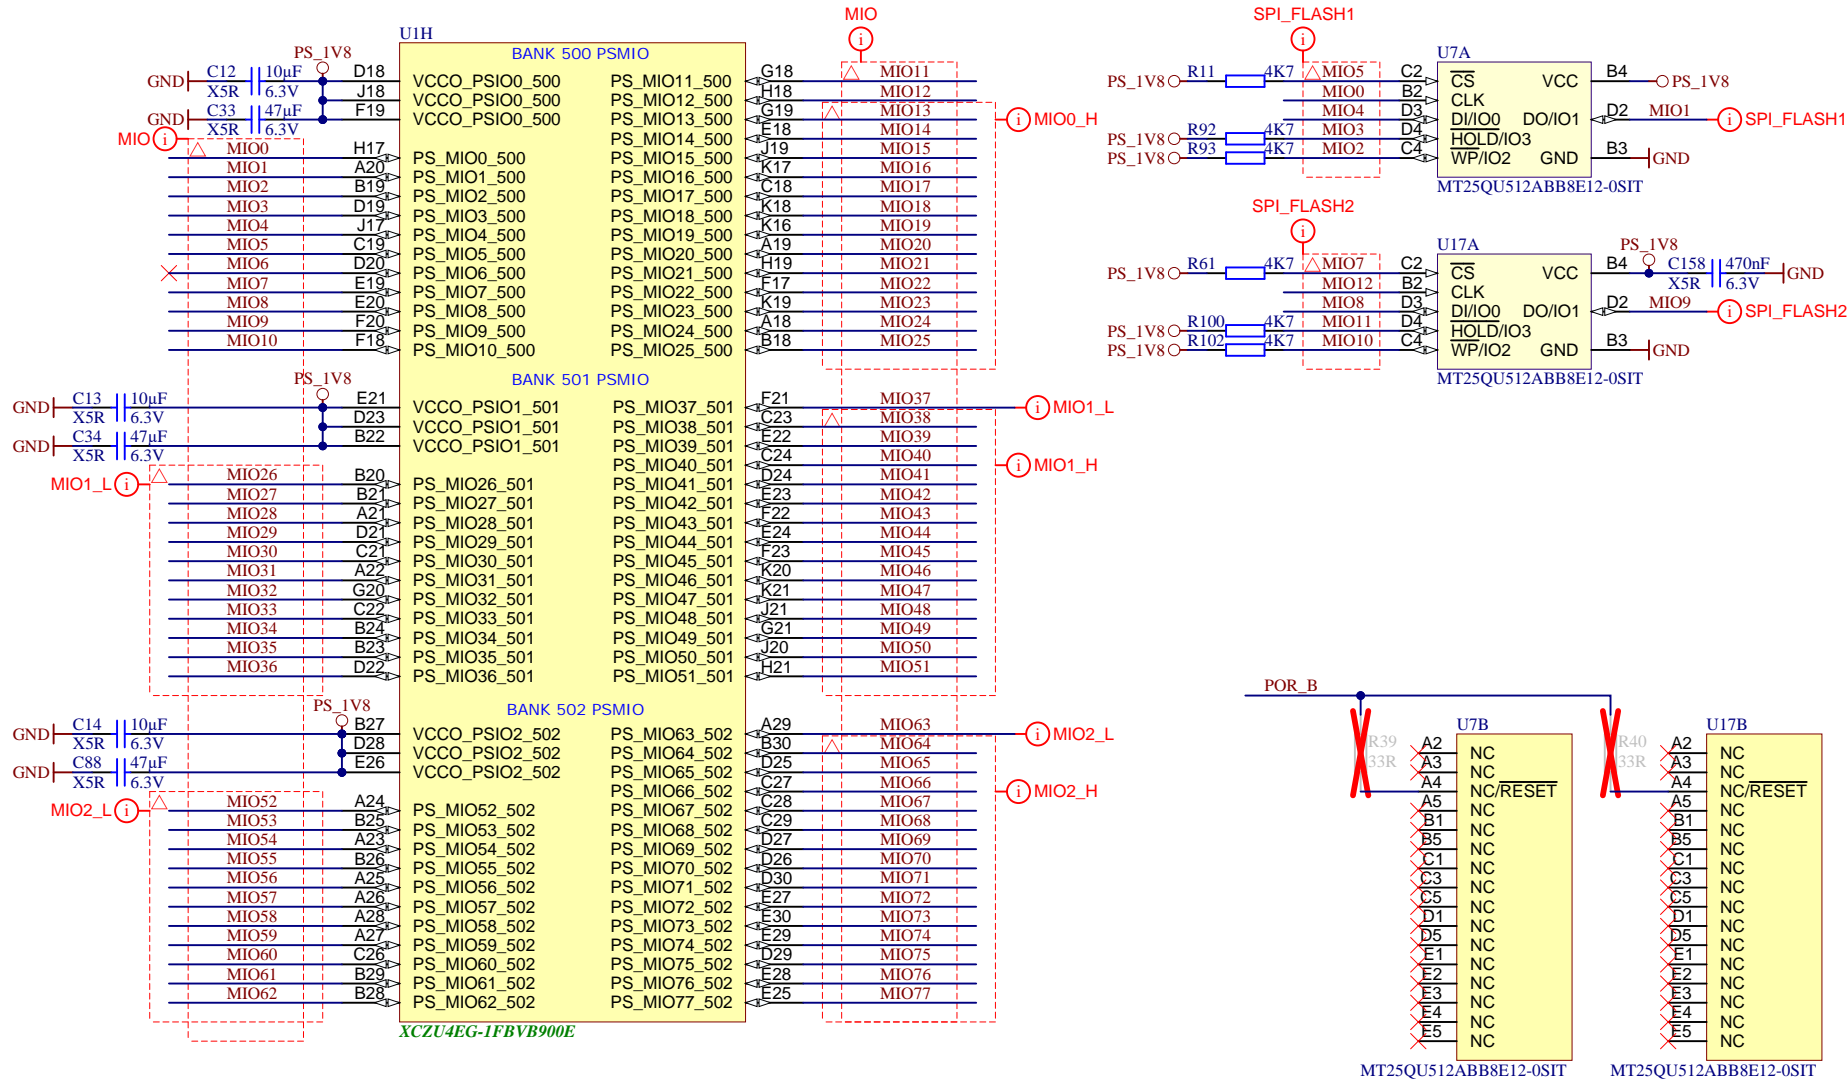 U1H
BANK 500 PSMIO
PS_1V8
GND C12 10µF X5R 6.3V
GND C33 47µF X5R 6.3V
D18 VCCO_PSIO0_500
J18 VCCO_PSIO0_500
F19 VCCO_PSIO0_500
MIO
MIO0 H17 PS_MIO0_500
MIO1 A20 PS_MIO1_500
MIO2 B19 PS_MIO2_500
MIO3 D19 PS_MIO3_500
MIO4 J17 PS_MIO4_500
MIO5 C19 PS_MIO5_500
MIO6 D20 PS_MIO6_500
MIO7 E19 PS_MIO7_500
MIO8 E20 PS_MIO8_500
MIO9 F20 PS_MIO9_500
MIO10 F18 PS_MIO10_500
MIO
PS_MIO11_500 G18 MIO11
PS_MIO12_500 H18 MIO12
PS_MIO13_500 G19 MIO13
PS_MIO14_500 E18 MIO14
PS_MIO15_500 J19 MIO15
PS_MIO16_500 K17 MIO16
PS_MIO17_500 C18 MIO17
PS_MIO18_500 K18 MIO18
PS_MIO19_500 K16 MIO19
PS_MIO20_500 A19 MIO20
PS_MIO21_500 H19 MIO21
PS_MIO22_500 F17 MIO22
PS_MIO23_500 K19 MIO23
PS_MIO24_500 A18 MIO24
PS_MIO25_500 B18 MIO25
MIO0_H
BANK 501 PSMIO
PS_1V8
GND C13 10µF X5R 6.3V
GND C34 47µF X5R 6.3V
E21 VCCO_PSIO1_501
D23 VCCO_PSIO1_501
B22 VCCO_PSIO1_501
MIO1_L
MIO26 B20 PS_MIO26_501
MIO27 B21 PS_MIO27_501
MIO28 A21 PS_MIO28_501
MIO29 D21 PS_MIO29_501
MIO30 C21 PS_MIO30_501
MIO31 A22 PS_MIO31_501
MIO32 G20 PS_MIO32_501
MIO33 C22 PS_MIO33_501
MIO34 B24 PS_MIO34_501
MIO35 B23 PS_MIO35_501
MIO36 D22 PS_MIO36_501
PS_MIO37_501 F21 MIO37 MIO1_L
PS_MIO38_501 C23 MIO38
PS_MIO39_501 E22 MIO39
PS_MIO40_501 C24 MIO40
PS_MIO41_501 D24 MIO41
PS_MIO42_501 E23 MIO42
PS_MIO43_501 F22 MIO43
PS_MIO44_501 E24 MIO44
PS_MIO45_501 F23 MIO45
PS_MIO46_501 K20 MIO46
PS_MIO47_501 K21 MIO47
PS_MIO48_501 J21 MIO48
PS_MIO49_501 G21 MIO49
PS_MIO50_501 J20 MIO50
PS_MIO51_501 H21 MIO51
MIO1_H
BANK 502 PSMIO
PS_1V8
GND C14 10µF X5R 6.3V
GND C88 47µF X5R 6.3V
B27 VCCO_PSIO2_502
D28 VCCO_PSIO2_502
E26 VCCO_PSIO2_502
MIO2_L
MIO52 A24 PS_MIO52_502
MIO53 B25 PS_MIO53_502
MIO54 A23 PS_MIO54_502
MIO55 B26 PS_MIO55_502
MIO56 A25 PS_MIO56_502
MIO57 A26 PS_MIO57_502
MIO58 A28 PS_MIO58_502
MIO59 A27 PS_MIO59_502
MIO60 C26 PS_MIO60_502
MIO61 B29 PS_MIO61_502
MIO62 B28 PS_MIO62_502
PS_MIO63_502 A29 MIO63 MIO2_L
PS_MIO64_502 B30 MIO64
PS_MIO65_502 D25 MIO65
PS_MIO66_502 C27 MIO66
PS_MIO67_502 C28 MIO67
PS_MIO68_502 C29 MIO68
PS_MIO69_502 D27 MIO69
PS_MIO70_502 D26 MIO70
PS_MIO71_502 D30 MIO71
PS_MIO72_502 E27 MIO72
PS_MIO73_502 E30 MIO73
PS_MIO74_502 E29 MIO74
PS_MIO75_502 D29 MIO75
PS_MIO76_502 E28 MIO76
PS_MIO77_502 E25 MIO77
MIO2_H
XCZU4EG-1FBVB900E
SPI_FLASH1
U7A
PS_1V8 R11 4K7 MIO5 C2 CS VCC B4 PS_1V8
MIO0 B2 CLK
MIO4 D3 DI/IO0 DO/IO1 D2 MIO1 SPI_FLASH1
PS_1V8 R92 4K7 MIO3 D4 HOLD/IO3
PS_1V8 R93 4K7 MIO2 C4 WP/IO2 GND B3 GND
MT25QU512ABB8E12-0SIT
SPI_FLASH2
U17A
PS_1V8 R61 4K7 MIO7 C2 CS VCC B4 PS_1V8 C158 470nF X5R 6.3V GND
MIO12 B2 CLK
MIO8 D3 DI/IO0 DO/IO1 D2 MIO9 SPI_FLASH2
PS_1V8 R100 4K7 MIO11 D4 HOLD/IO3
PS_1V8 R102 4K7 MIO10 C4 WP/IO2 GND B3 GND
MT25QU512ABB8E12-0SIT
POR_B
R39 33R
U7B
A2 NC
A3 NC
A4 NC/RESET
A5 NC
B1 NC
B5 NC
C1 NC
C3 NC
C5 NC
D1 NC
D5 NC
E1 NC
E2 NC
E3 NC
E4 NC
E5 NC
MT25QU512ABB8E12-0SIT
R40 33R
U17B
A2 NC
A3 NC
A4 NC/RESET
A5 NC
B1 NC
B5 NC
C1 NC
C3 NC
C5 NC
D1 NC
D5 NC
E1 NC
E2 NC
E3 NC
E4 NC
E5 NC
MT25QU512ABB8E12-0SIT